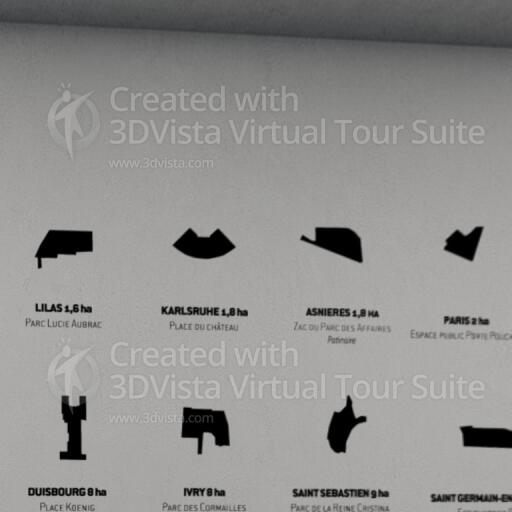 Created with
3DVista Virtual Tour Suite
www.3dvista.com
LILAS 1,6 ha
PARC LUCIE AUBRAC
KARLSRUHE 1,8 ha
PLACE DU CHÂTEAU
ASNIERES 1,8 HA
ZAC DU PARC DES AFFAIRES
Patinoire
PARIS 2 ha
ESPACE PUBLIC PORTE
Created with
3DVista Virtual Tour Suite
www.3dvista.com
DUISBOURG 8 ha
PLACE KOENIG
IVRY 8 ha
PARC DES CORMAILLES
SAINT SEBASTIEN 9 ha
PARC DE LA REINE CRISTINA
SAINT GERMAIN-EN